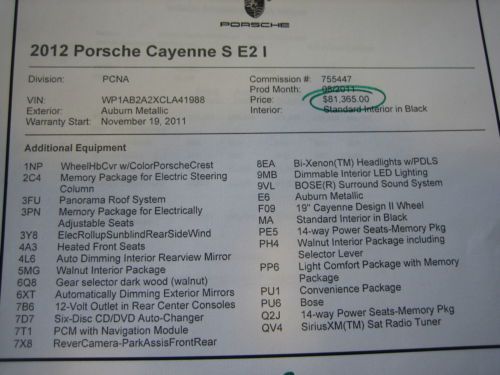 PORSCHE
2012 Porsche Cayenne S E2 I
Division: PCNA
Commission #: 755447
Prod Month: 08/2011
VIN: WP1AB2A2XCLA41988
Price: $81,365.00
Exterior: Auburn Metallic
Interior: Standard Interior in Black
Warranty Start: November 19, 2011
Additional Equipment
1NP WheelHbCvr w/ColorPorscheCrest
2C4 Memory Package for Electric Steering
Column
3FU Panorama Roof System
3PN Memory Package for Electrically
Adjustable Seats
3Y8 ElecRollupSunblindRearSideWind
4A3 Heated Front Seats
4L6 Auto Dimming Interior Rearview Mirror
5MG Walnut Interior Package
6Q8 Gear selector dark wood (walnut)
6XT Automatically Dimming Exterior Mirrors
7B6 12-Volt Outlet in Rear Center Consoles
7D7 Six-Disc CD/DVD Auto-Changer
7T1 PCM with Navigation Module
7X8 ReverCamera-ParkAssisFrontRear
8EA Bi-Xenon(TM) Headlights w/PDLS
9MB Dimmable Interior LED Lighting
9VL BOSE(R) Surround Sound System
E6 Auburn Metallic
F09 19" Cayenne Design II Wheel
MA Standard Interior in Black
PE5 14-way Power Seats-Memory Pkg
PH4 Walnut Interior Package including
Selector Lever
PP6 Light Comfort Package with Memory
Package
PU1 Convenience Package
PU6 Bose
Q2J 14-way Power Seats-Memory Pkg
QV4 SiriusXM(TM) Sat Radio Tuner